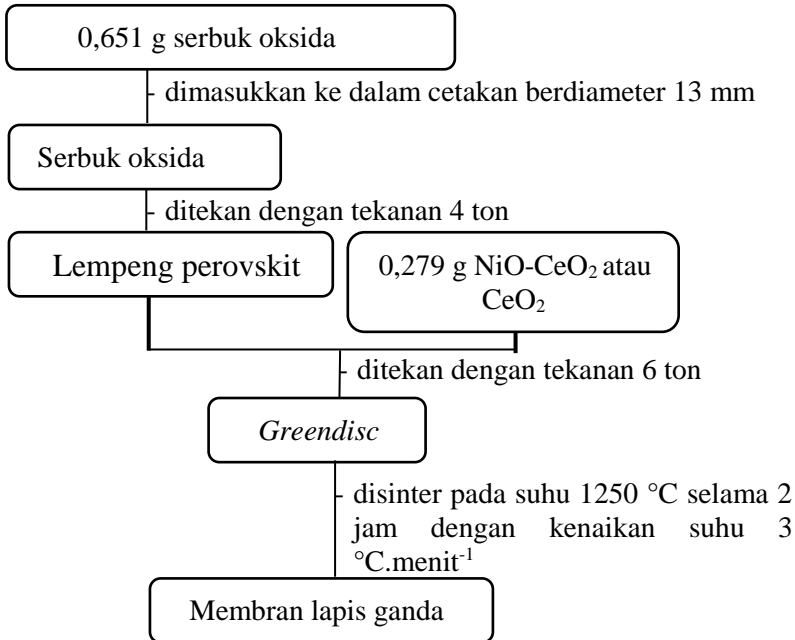 0,651 g serbuk oksida
- dimasukkan ke dalam cetakan berdiameter 13 mm
Serbuk oksida
- ditekan dengan tekanan 4 ton
Lempeng perovskit
0,279 g NiO-CeO₂ atau
CeO₂
- ditekan dengan tekanan 6 ton
Greendisc
- disinter pada suhu 1250 °C selama 2
jam dengan kenaikan suhu 3
°C.menit⁻¹
Membran lapis ganda